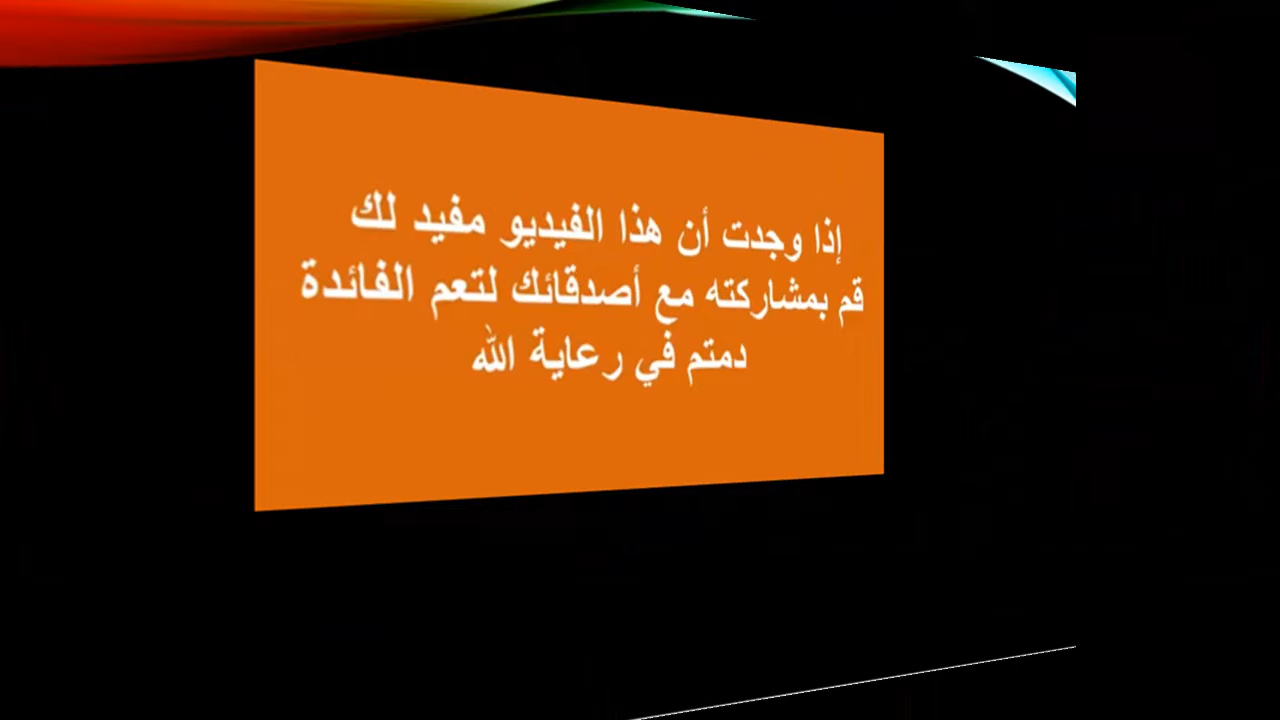 إذا وجدت أن هذا الفيديو مفيد لك
قم بمشاركته مع أصدقائك لتعم الفائدة
دمتم في رعاية الله